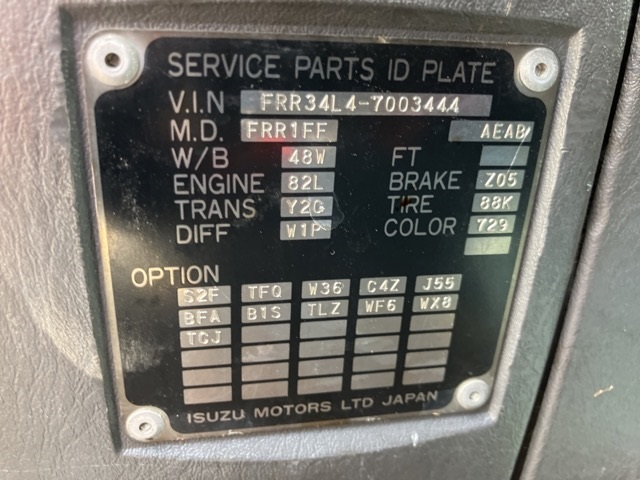 SERVICE PARTS ID PLATE
V.I.N FRR34L4-7003444
M.D. FRR1FF AEAB
W/B 48W FT
ENGINE 82L BRAKE Z05
TRANS Y2G TIRE 88K
DIFF W1P COLOR 729
OPTION
S2F TFQ W36 C4Z J55
BFA B1S TLZ WF6 WX8
TCJ
ISUZU MOTORS LTD JAPAN